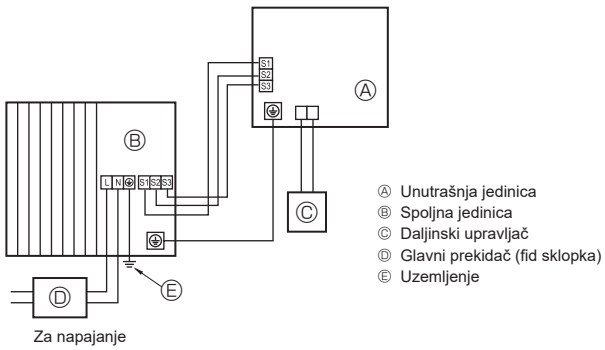 S1
S2
S3
Ⓐ
Ⓑ
L N S1 S2 S3
Ⓒ
Ⓓ
Ⓔ
Za napajanje
Ⓐ Unutrašnja jedinica
Ⓑ Spoljna jedinica
Ⓒ Daljinski upravljač
Ⓓ Glavni prekidač (fid sklopka)
Ⓔ Uzemljenje